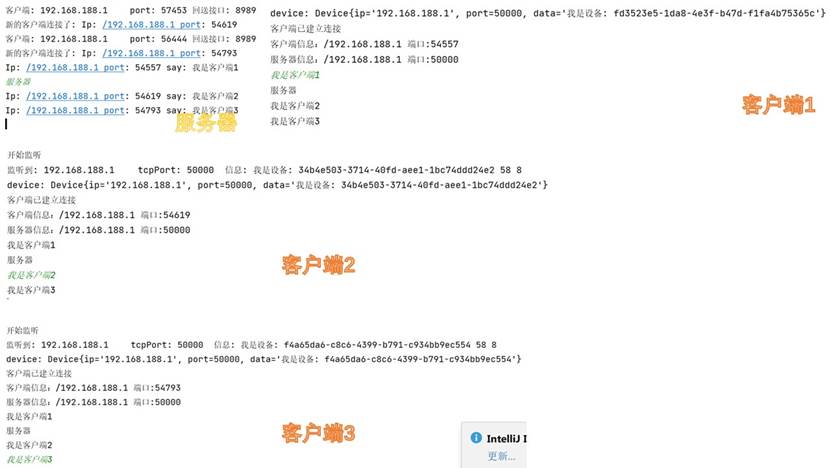 客户端: 192.168.188.1 port: 57453 回送接口: 8989
新的客户端连接了: Ip: /192.168.188.1 port: 54619
客户端: 192.168.188.1 port: 56444 回送接口: 8989
新的客户端连接了: Ip: /192.168.188.1 port: 54793
Ip: /192.168.188.1 port: 54557 say: 我是客户端1
服务器
Ip: /192.168.188.1 port: 54619 say: 我是客户端2
Ip: /192.168.188.1 port: 54793 say: 我是客户端3
服务器
device: Device{ip='192.168.188.1', port=50000, data='我是设备: fd3523e5-1da8-4e3f-b47d-f1fa4b75365c'}
客户端已建立连接
客户端信息: /192.168.188.1 端口:54557
服务器信息: /192.168.188.1 端口:50000
我是客户端1
服务器
我是客户端2
我是客户端3
客户端1
开始监听
监听到: 192.168.188.1 tcpPort: 50000 信息: 我是设备: 34b4e503-3714-40fd-aee1-1bc74ddd24e2 58 8
device: Device{ip='192.168.188.1', port=50000, data='我是设备: 34b4e503-3714-40fd-aee1-1bc74ddd24e2'}
客户端已建立连接
客户端信息: /192.168.188.1 端口:54619
服务器信息: /192.168.188.1 端口:50000
我是客户端1
服务器
我是客户端2
我是客户端3
客户端2
开始监听
监听到: 192.168.188.1 tcpPort: 50000 信息: 我是设备: f4a65da6-c8c6-4399-b791-c934bb9ec554 58 8
device: Device{ip='192.168.188.1', port=50000, data='我是设备: f4a65da6-c8c6-4399-b791-c934bb9ec554'}
客户端已建立连接
客户端信息: /192.168.188.1 端口:54793
服务器信息: /192.168.188.1 端口:50000
我是客户端1
服务器
我是客户端2
我是客户端3
客户端3
IntelliJ I
更新...